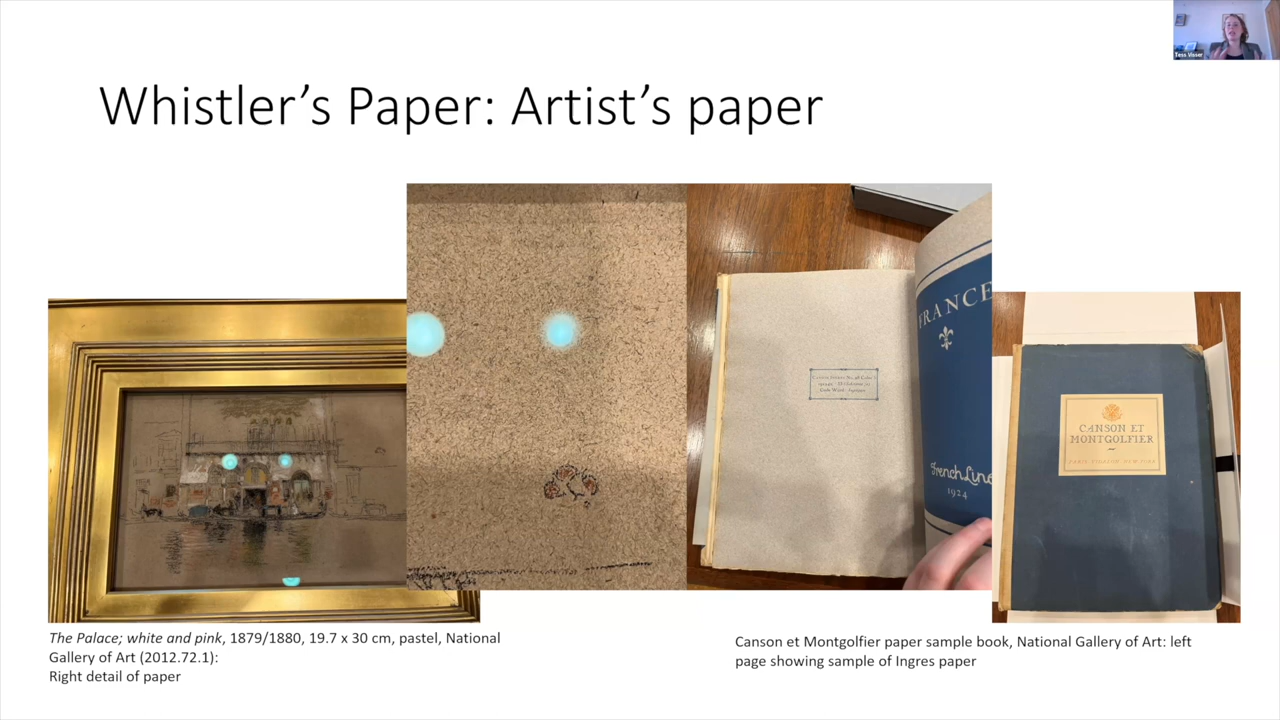 Tess Visser
Whistler’s Paper: Artist’s paper
FRANCE
French Line
1924
CANSON ET
MONTGOLFIER
The Palace; white and pink, 1879/1880, 19.7 x 30 cm, pastel, National
Gallery of Art (2012.72.1):
Right detail of paper
Canson et Montgolfier paper sample book, National Gallery of Art: left
page showing sample of Ingres paper